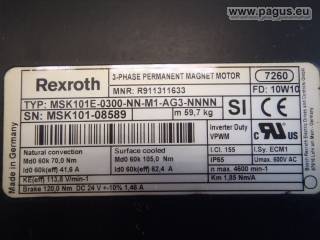 www.pagus.eu
Rexroth
3-PHASE PERMANENT MAGNET MOTOR
7260
MNR: R911311633
FD: 10W10
TYP: MSK101E-0300-NN-M1-AG3-NNNN
SN: MSK101-08589
m 59,7 kg
SI
CE
Made in Germany
Natural convection
Surface cooled
Inverter Duty
VPWM
c UL US
Md0 60k 70,0 Nm
Md0 60k 105,0 Nm
Id0 60k(eff) 41,6 A
Id0 60k(eff) 62,4 A
I.Cl. 155
I.Sy. ECM1
IP65
Umax. 600V AC
KE(eff) 113,8 V/min-1
n max 4600 min-1
Brake 120,0 Nm DC 24 V +-10% 1,46 A
Km 1,85 Nm/A